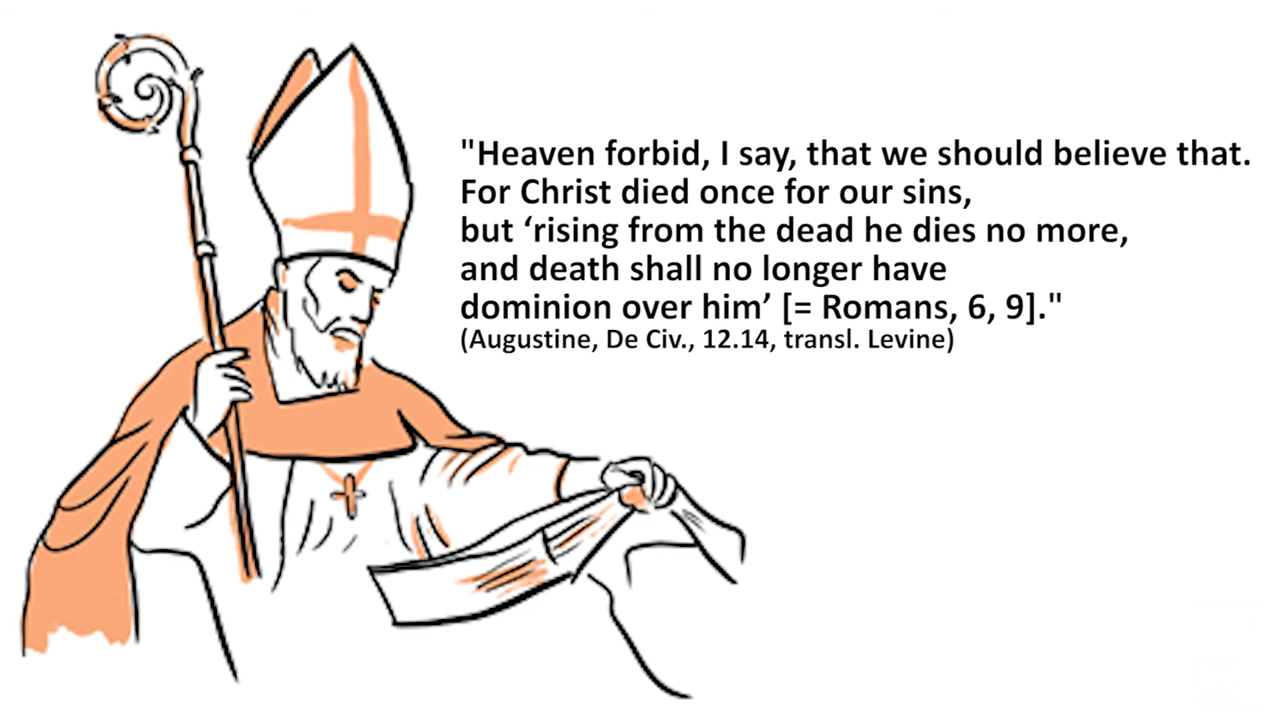 "Heaven forbid, I say, that we should believe that.
For Christ died once for our sins,
but ‘rising from the dead he dies no more,
and death shall no longer have
dominion over him’ [= Romans, 6, 9]."
(Augustine, De Civ., 12.14, transl. Levine)